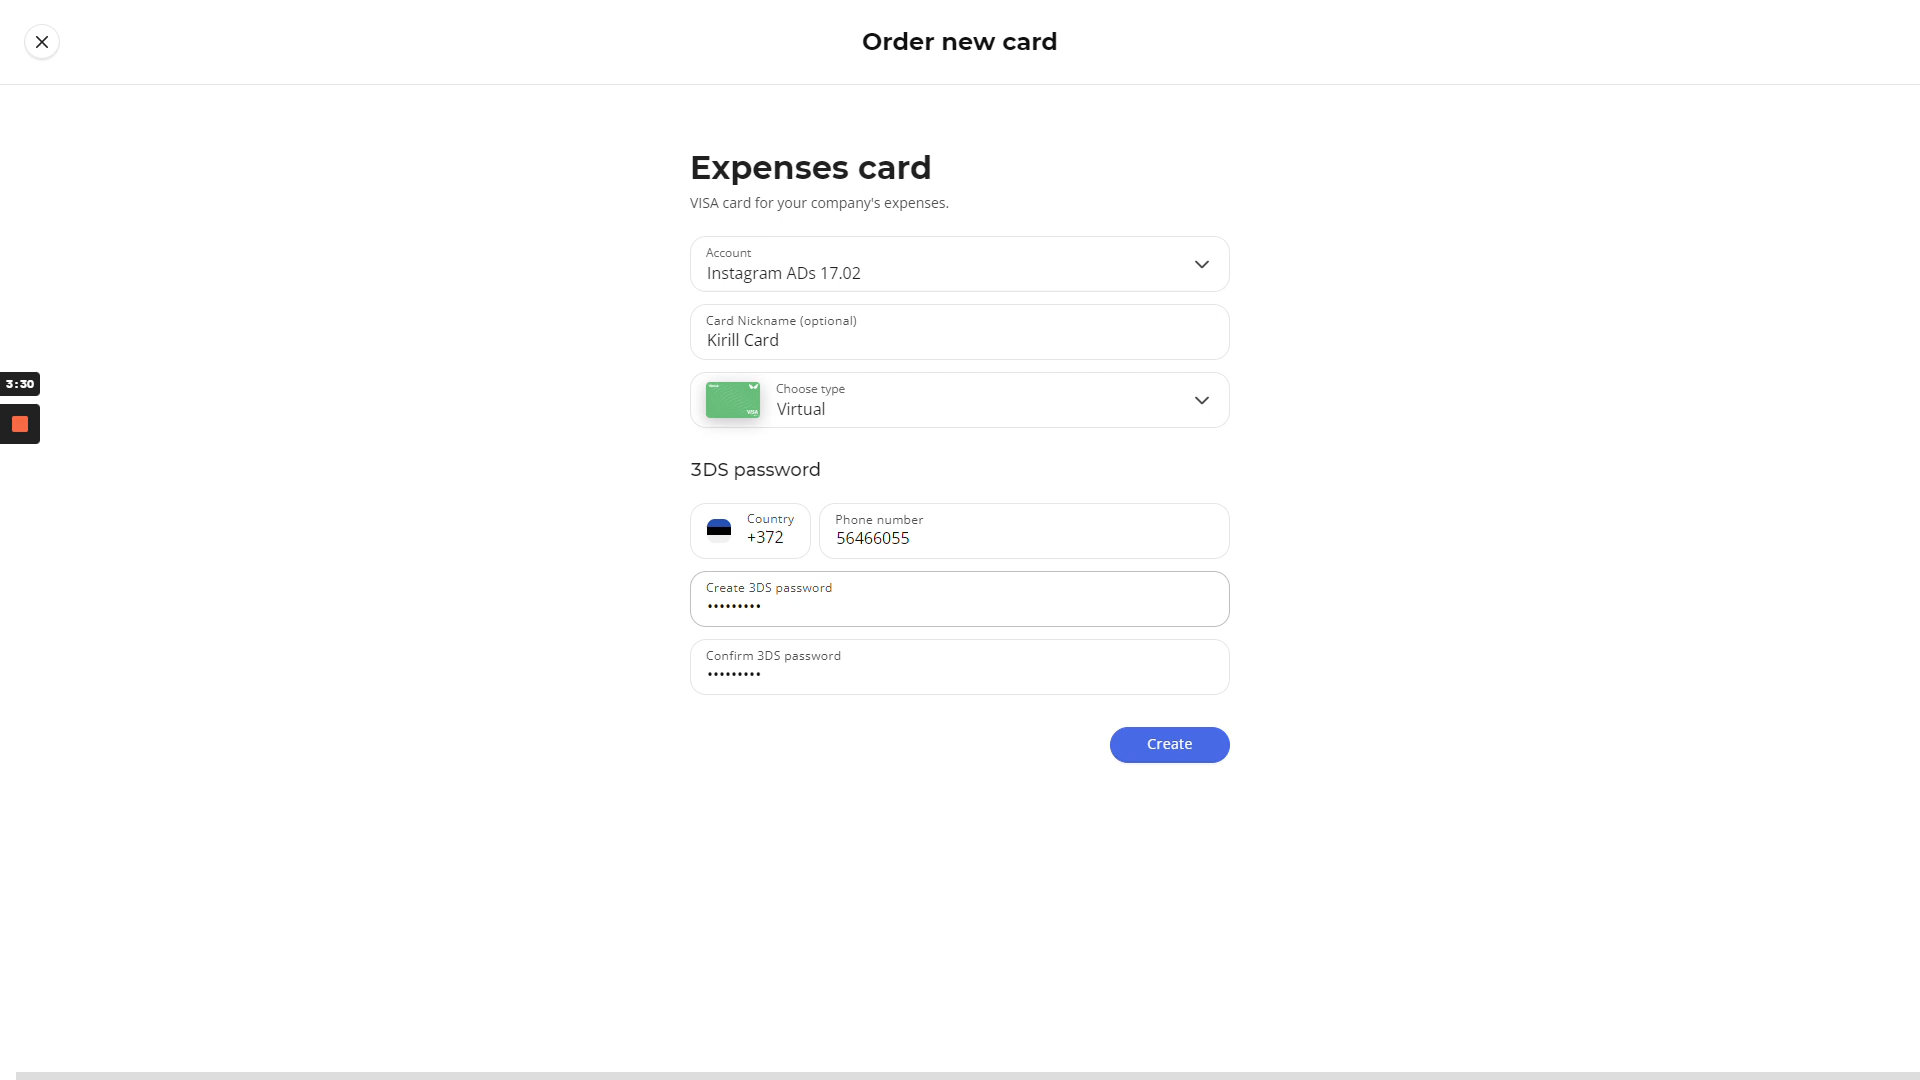 Order new card
Expenses card
VISA card for your company's expenses.
Account
Instagram ADs 17.02
Card Nickname (optional)
Kirill Card
3:30
Choose type
Virtual
VISA
3DS password
Country
+372
Phone number
56466055
Create 3DS password
•••••••••
Confirm 3DS password
•••••••••
Create